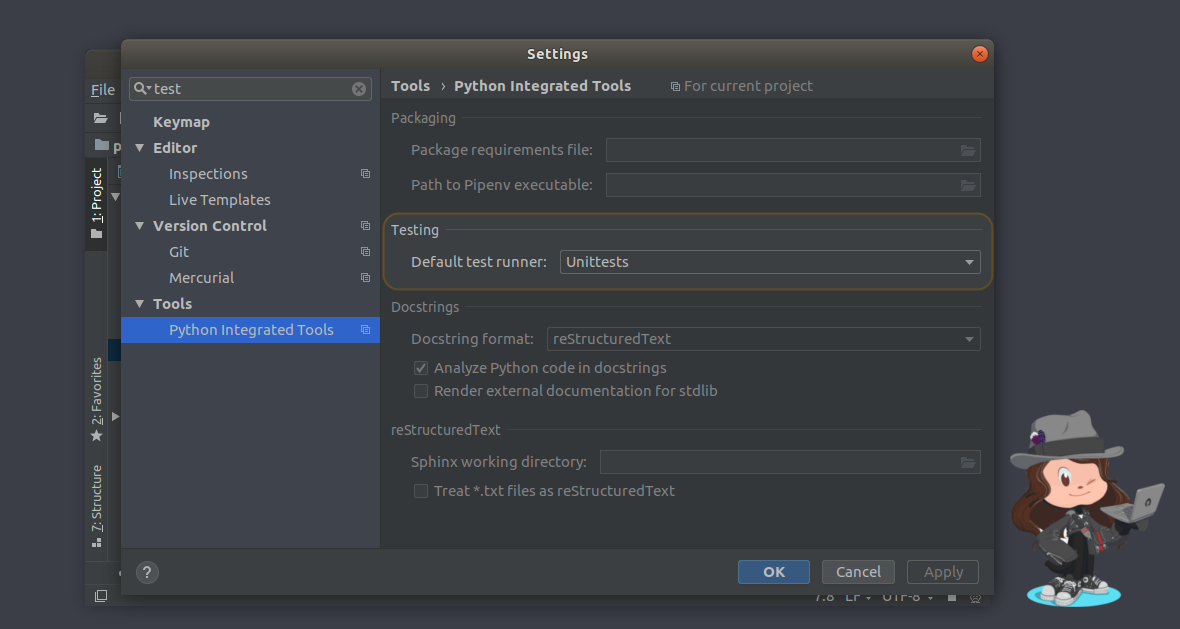 Settings
File
test
Tools › Python Integrated Tools For current project
Keymap
Editor
Inspections
Live Templates
Version Control
Git
Mercurial
Tools
Python Integrated Tools
Packaging
Package requirements file:
Path to Pipenv executable:
Testing
Default test runner: Unittests
Docstrings
Docstring format: reStructuredText
Analyze Python code in docstrings
Render external documentation for stdlib
reStructuredText
Sphinx working directory:
Treat *.txt files as reStructuredText
1: Project
2: Favorites
7: Structure
? OK Cancel Apply
7:8 LF UTF-8